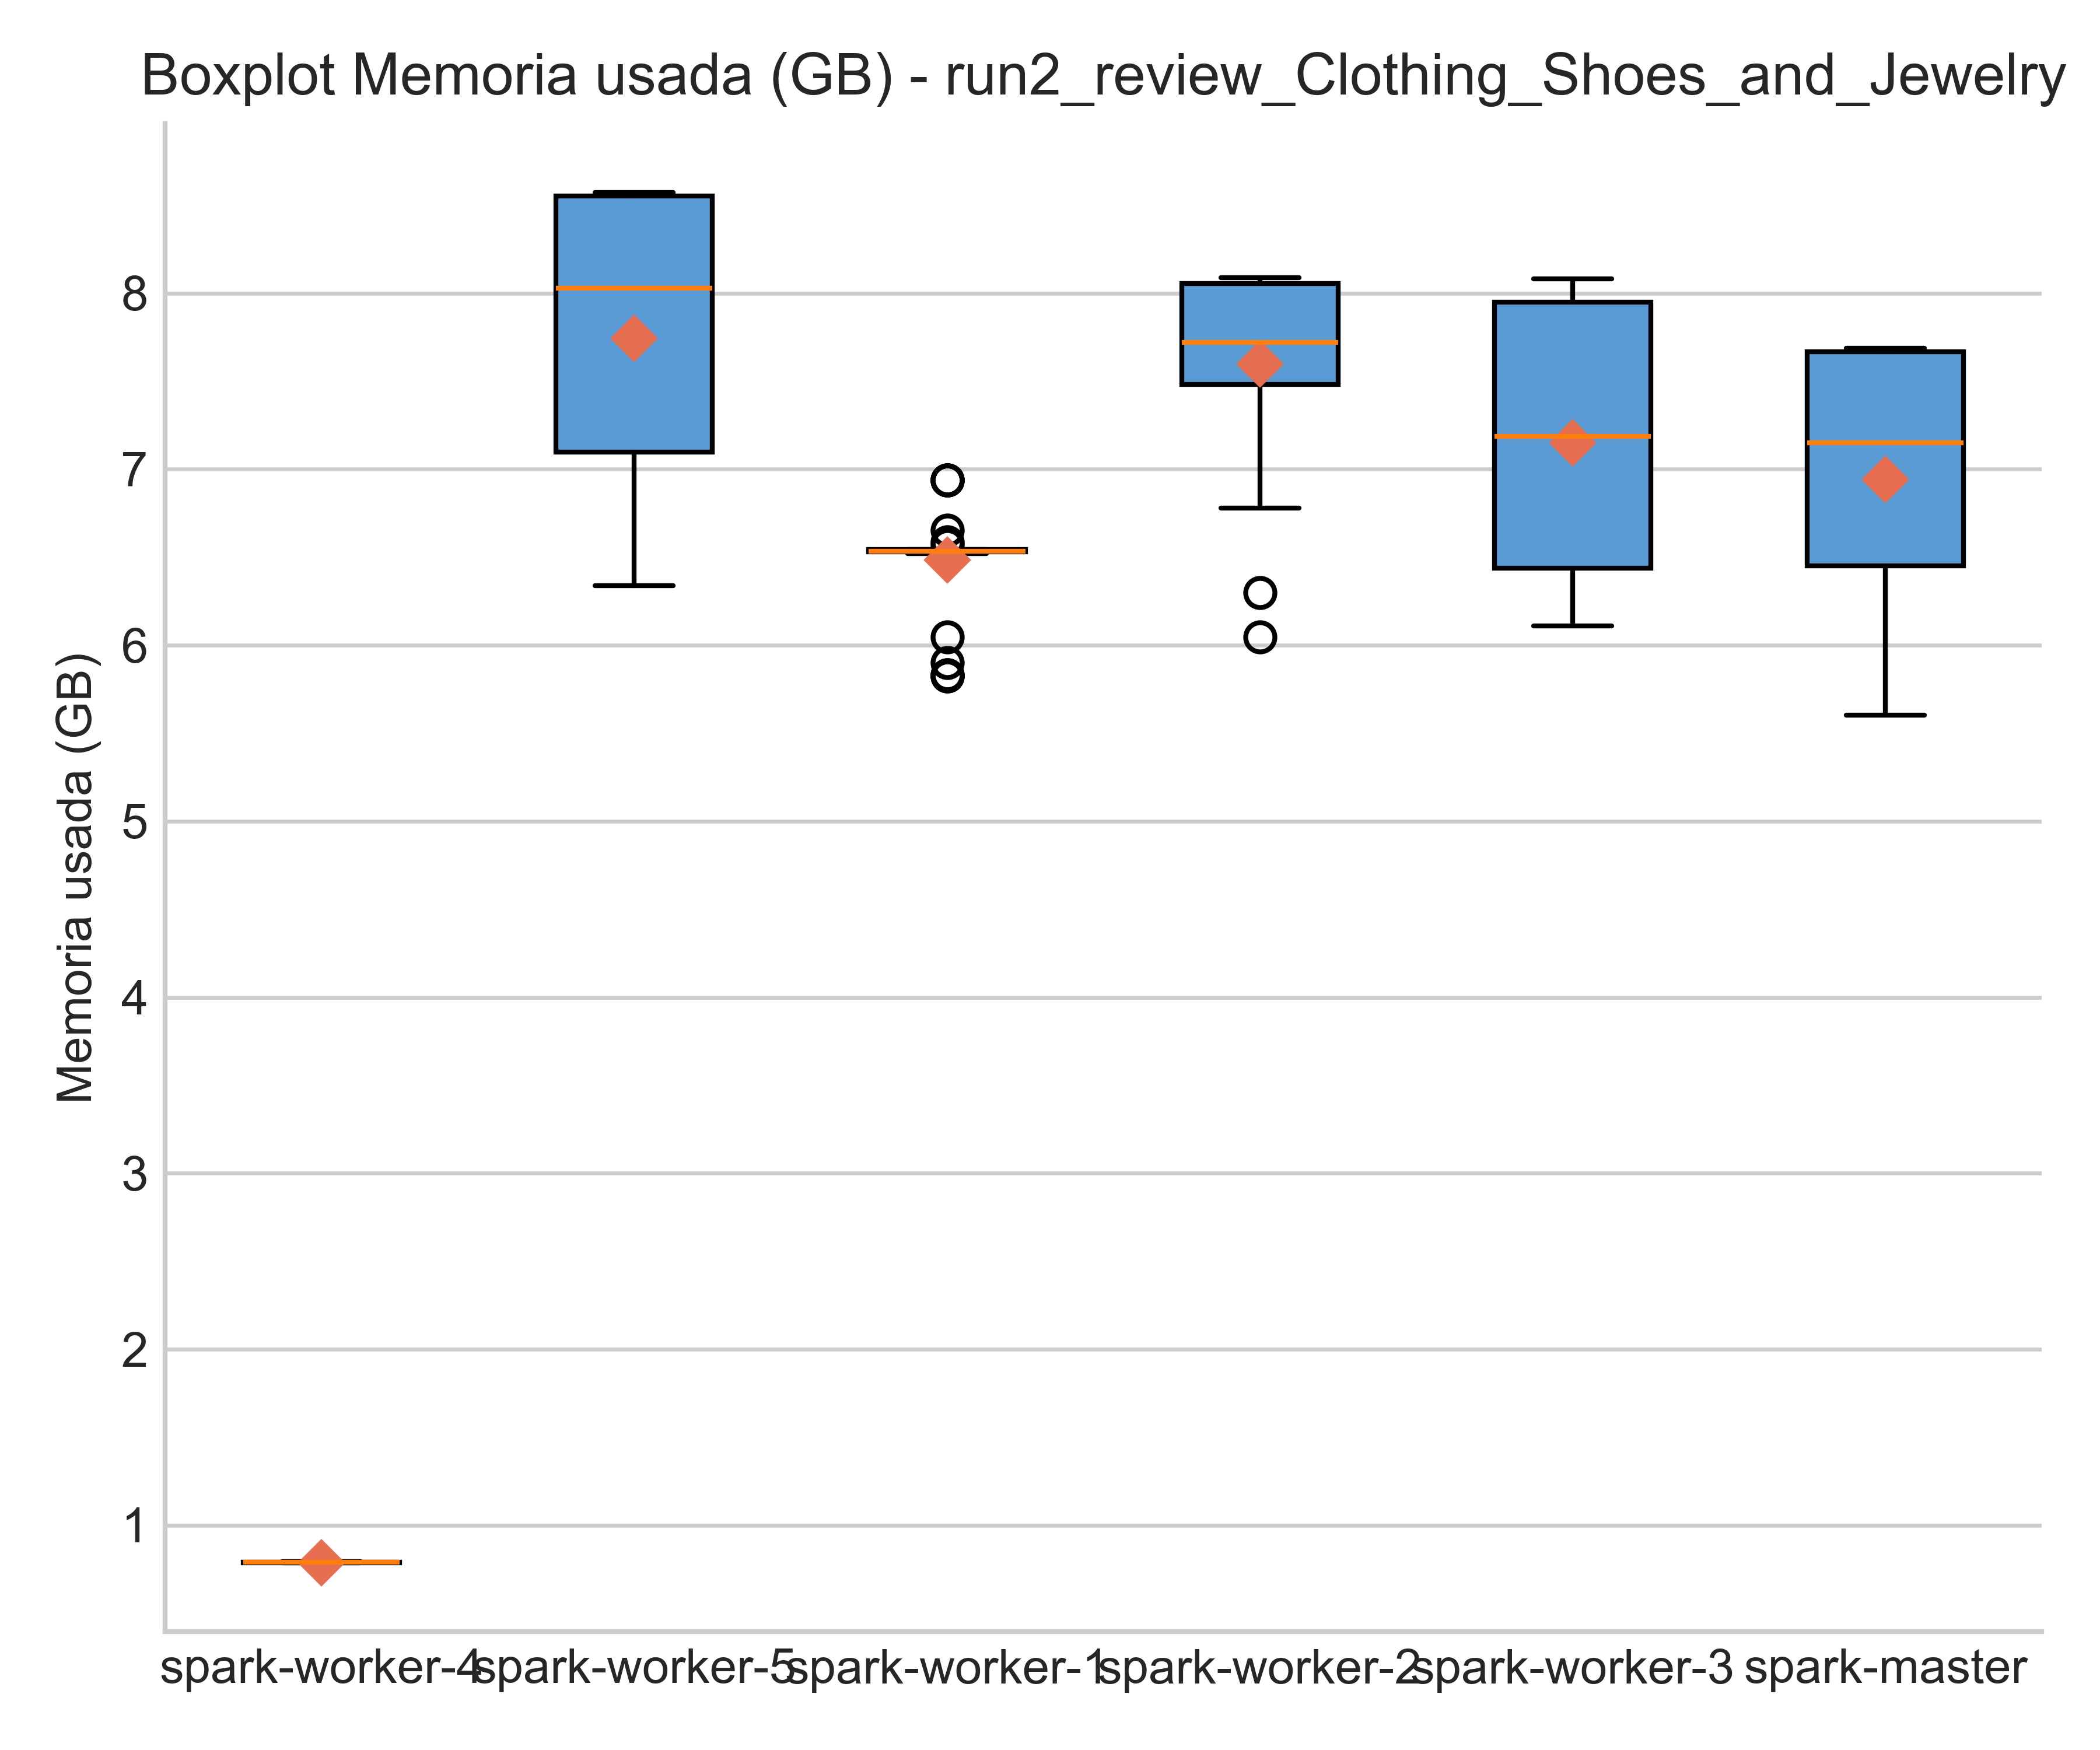 Boxplot Memoria usada (GB) - run2_review_Clothing_Shoes_and_Jewelry
Memoria usada (GB)
8
7
6
5
4
3
2
1
spark-worker-4
spark-worker-5
spark-worker-1
spark-worker-2
spark-worker-3
spark-master